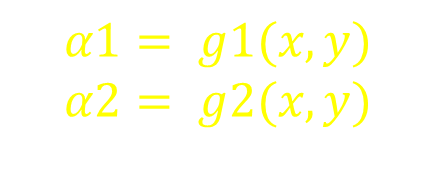 α1 = g1(x, y)
α2 = g2(x, y)